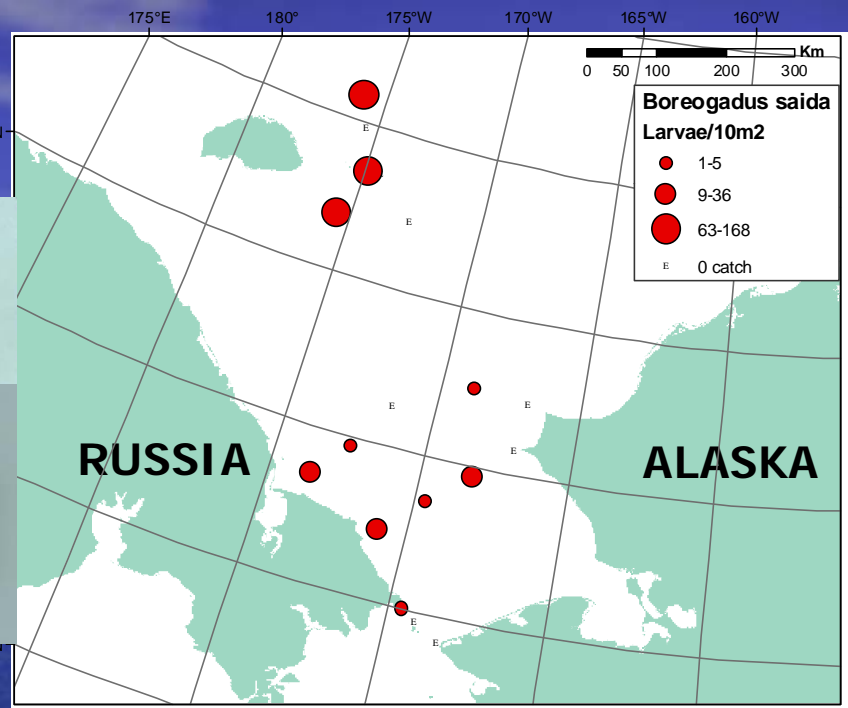 175°E 180° 175°W 170°W 165°W 160°W
Km
0 50 100 200 300
Boreogadus saida
Larvae/10m2
1-5
9-36
63-168
E 0 catch
N
E
E
E
E
E
RUSSIA
ALASKA
E
E
N